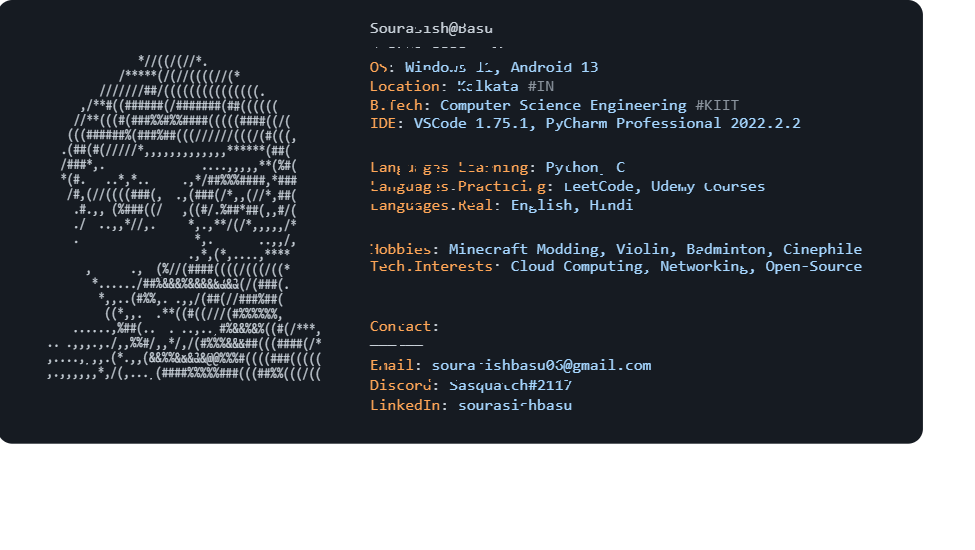 Sourasish@Basu
OS: Windows 11, Android 13
Location: Kolkata #IN
B.Tech: Computer Science Engineering #KIIT
IDE: VSCode 1.75.1, PyCharm Professional 2022.2.2
Languages.Learning: Python, C
Languages.Practicing: LeetCode, Udemy Courses
Languages.Real: English, Hindi
Hobbies: Minecraft Modding, Violin, Badminton, Cinephile
Tech.Interests: Cloud Computing, Networking, Open-Source
Contact:
Email: sourasishbasu06@gmail.com
Discord: Sasquatch#2117
LinkedIn: sourasishbasu